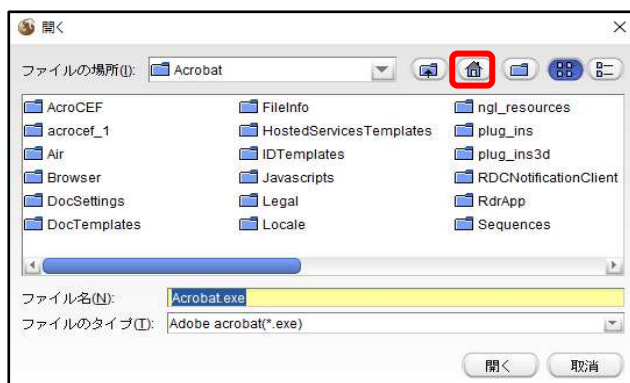 開く
ファイルの場所(I): Acrobat
AcroCEF FileInfo ngl_resources
acrocef_1 HostedServicesTemplates plug_ins
Air IDTemplates plug_ins3d
Browser Javascripts RDCNotificationClient
DocSettings Legal RdrApp
DocTemplates Locale Sequences
ファイル名(N): Acrobat.exe
ファイルのタイプ(T): Adobe acrobat(*.exe)
開く 取消